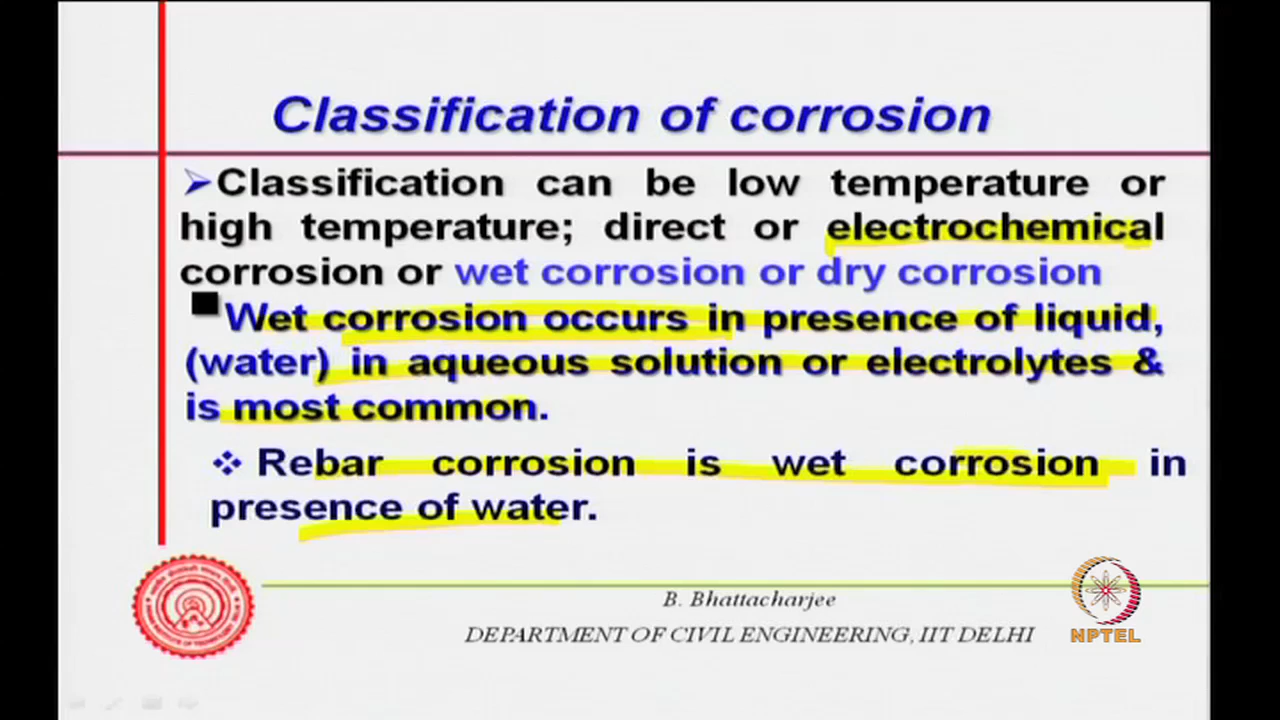 Classification of corrosion
➢Classification can be low temperature or
high temperature; direct or electrochemical
corrosion or wet corrosion or dry corrosion
▪Wet corrosion occurs in presence of liquid,
(water) in aqueous solution or electrolytes &
is most common.
❖ Rebar corrosion is wet corrosion in
presence of water.
B. Bhattacharjee
DEPARTMENT OF CIVIL ENGINEERING, IIT DELHI
NPTEL